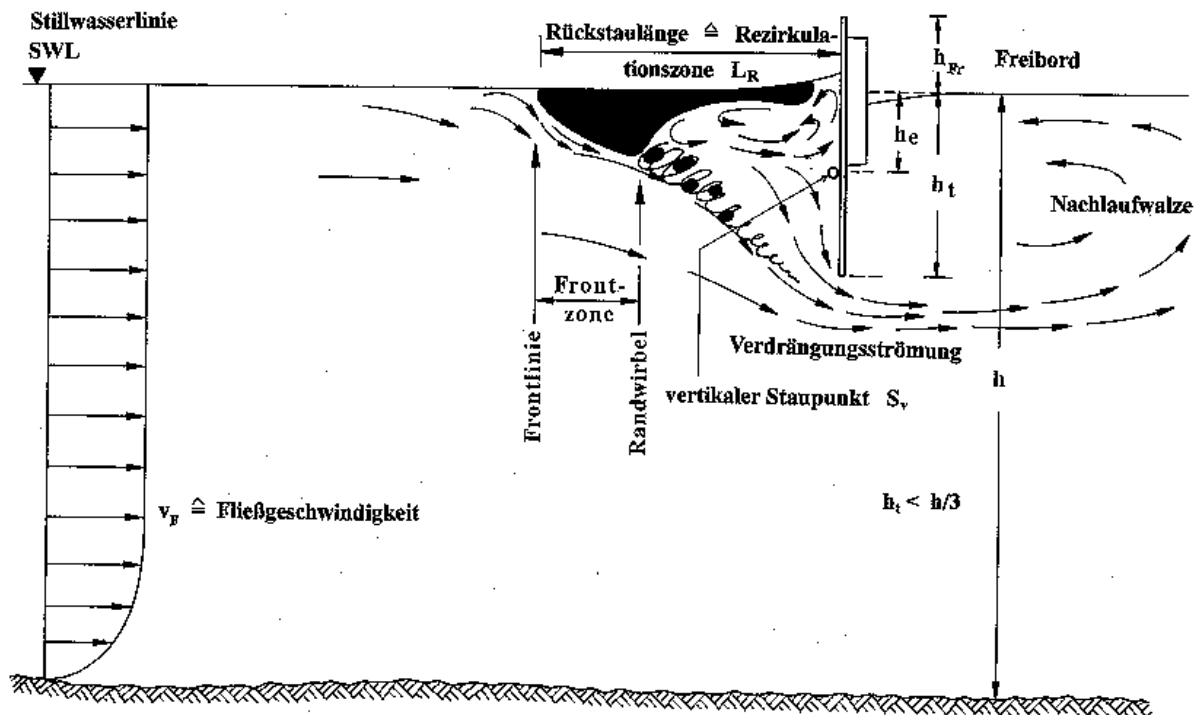 Stillwasserlinie
SWL
Rückstaulänge ≙ Rezirkula-
tionszone L_R
h_Fr
Freibord
h_e
h_t
Nachlaufwalze
Front-
zone
Frontlinie
Randwirbel
Verdrängungsströmung
vertikaler Staupunkt S_v
h
v_F ≙ Fließgeschwindigkeit
h_t < h/3